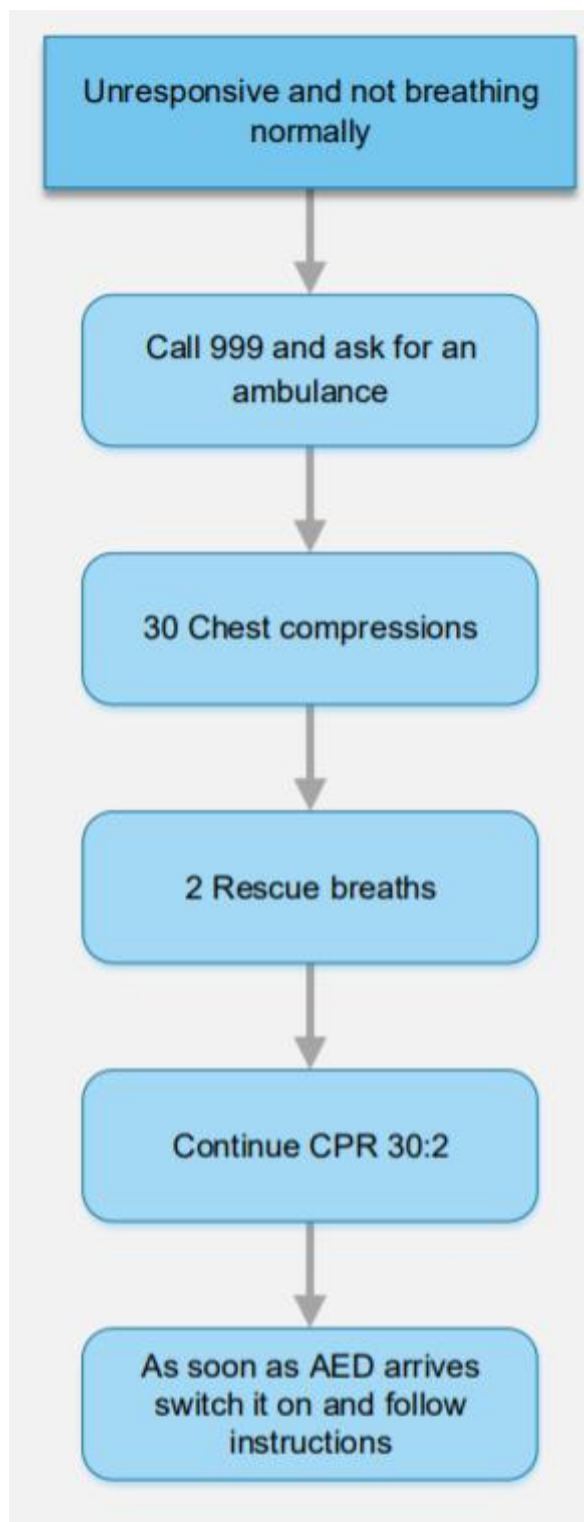 Unresponsive and not breathing
normally
Call 999 and ask for an
ambulance
30 Chest compressions
2 Rescue breaths
Continue CPR 30:2
As soon as AED arrives
switch it on and follow
instructions